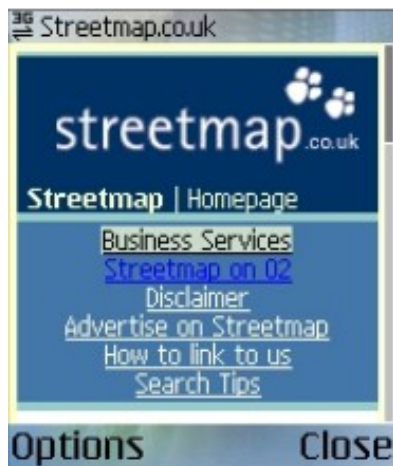 3G Streetmap.co.uk
streetmap.co.uk
Streetmap | Homepage
Business Services
Streetmap on O2
Disclaimer
Advertise on Streetmap
How to link to us
Search Tips
Options Close